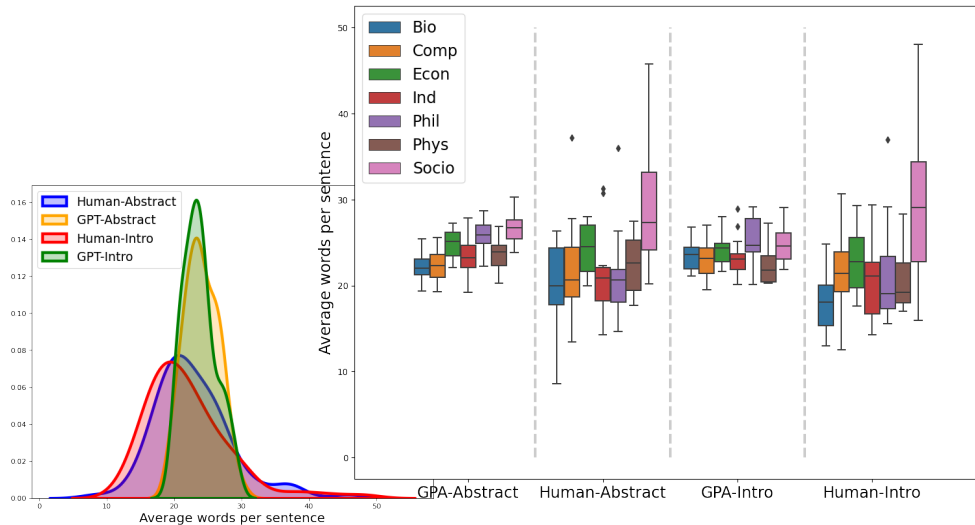 50
40
30
20
10
0
Average words per sentence
Bio
Comp
Econ
Ind
Phil
Phys
Socio
GPA-Abstract
Human-Abstract
GPA-Intro
Human-Intro
0.16
0.14
0.12
0.10
0.08
0.06
0.04
0.02
0.00
Human-Abstract
GPT-Abstract
Human-Intro
GPT-Intro
0
10
20
30
40
50
Average words per sentence